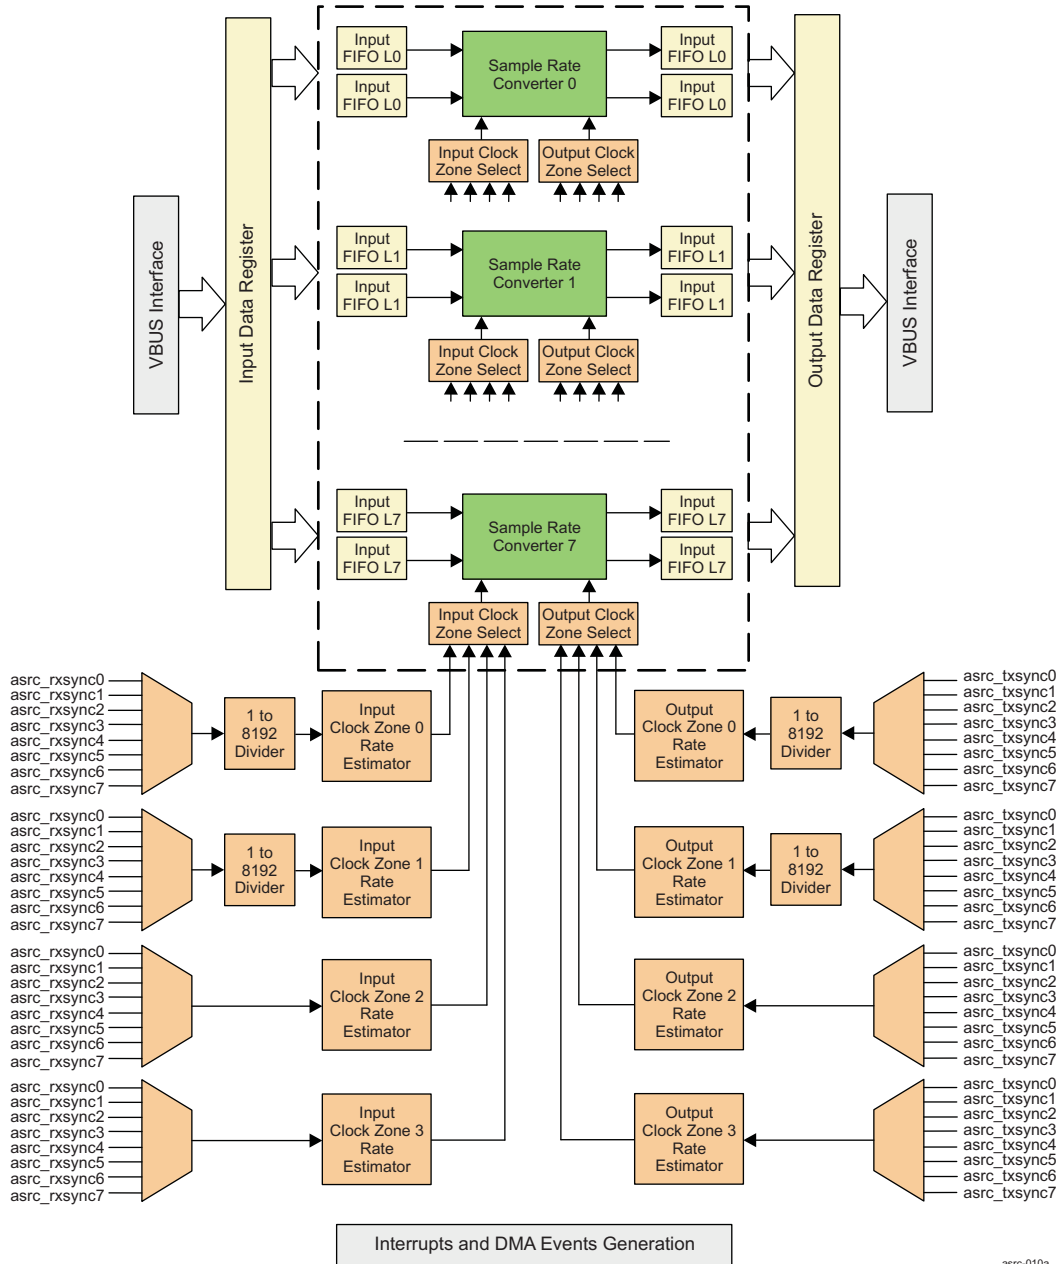 Input
FIFO L0
Input
FIFO L0
Sample Rate
Converter 0
Input
FIFO L0
Input
FIFO L0
Input Clock
Zone Select
Output Clock
Zone Select
VBUS Interface
Input Data Register
Input
FIFO L1
Input
FIFO L1
Sample Rate
Converter 1
Input
FIFO L1
Input
FIFO L1
Input Clock
Zone Select
Output Clock
Zone Select
Output Data Register
VBUS Interface
Input
FIFO L7
Input
FIFO L7
Sample Rate
Converter 7
Input
FIFO L7
Input
FIFO L7
Input Clock
Zone Select
Output Clock
Zone Select
asrc_rxsync0
asrc_rxsync1
asrc_rxsync2
asrc_rxsync3
asrc_rxsync4
asrc_rxsync5
asrc_rxsync6
asrc_rxsync7
1 to
8192
Divider
Input
Clock Zone 0
Rate
Estimator
Output
Clock Zone 0
Rate
Estimator
1 to
8192
Divider
asrc_txsync0
asrc_txsync1
asrc_txsync2
asrc_txsync3
asrc_txsync4
asrc_txsync5
asrc_txsync6
asrc_txsync7
asrc_rxsync0
asrc_rxsync1
asrc_rxsync2
asrc_rxsync3
asrc_rxsync4
asrc_rxsync5
asrc_rxsync6
asrc_rxsync7
1 to
8192
Divider
Input
Clock Zone 1
Rate
Estimator
Output
Clock Zone 1
Rate
Estimator
1 to
8192
Divider
asrc_txsync0
asrc_txsync1
asrc_txsync2
asrc_txsync3
asrc_txsync4
asrc_txsync5
asrc_txsync6
asrc_txsync7
asrc_rxsync0
asrc_rxsync1
asrc_rxsync2
asrc_rxsync3
asrc_rxsync4
asrc_rxsync5
asrc_rxsync6
asrc_rxsync7
Input
Clock Zone 2
Rate
Estimator
Output
Clock Zone 2
Rate
Estimator
asrc_txsync0
asrc_txsync1
asrc_txsync2
asrc_txsync3
asrc_txsync4
asrc_txsync5
asrc_txsync6
asrc_txsync7
asrc_rxsync0
asrc_rxsync1
asrc_rxsync2
asrc_rxsync3
asrc_rxsync4
asrc_rxsync5
asrc_rxsync6
asrc_rxsync7
Input
Clock Zone 3
Rate
Estimator
Output
Clock Zone 3
Rate
Estimator
asrc_txsync0
asrc_txsync1
asrc_txsync2
asrc_txsync3
asrc_txsync4
asrc_txsync5
asrc_txsync6
asrc_txsync7
Interrupts and DMA Events Generation
asrc-010a